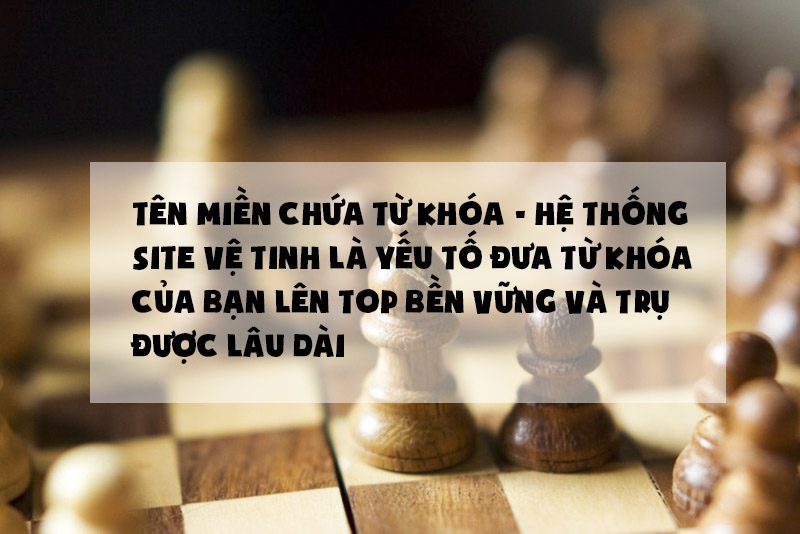 TÊN MIỀN CHỨA TỪ KHÓA - HỆ THỐNG
SITE VỆ TINH LÀ YẾU TỐ ĐƯA TỪ KHÓA
CỦA BẠN LÊN TOP BỀN VỮNG VÀ TRỤ
ĐƯỢC LÂU DÀI